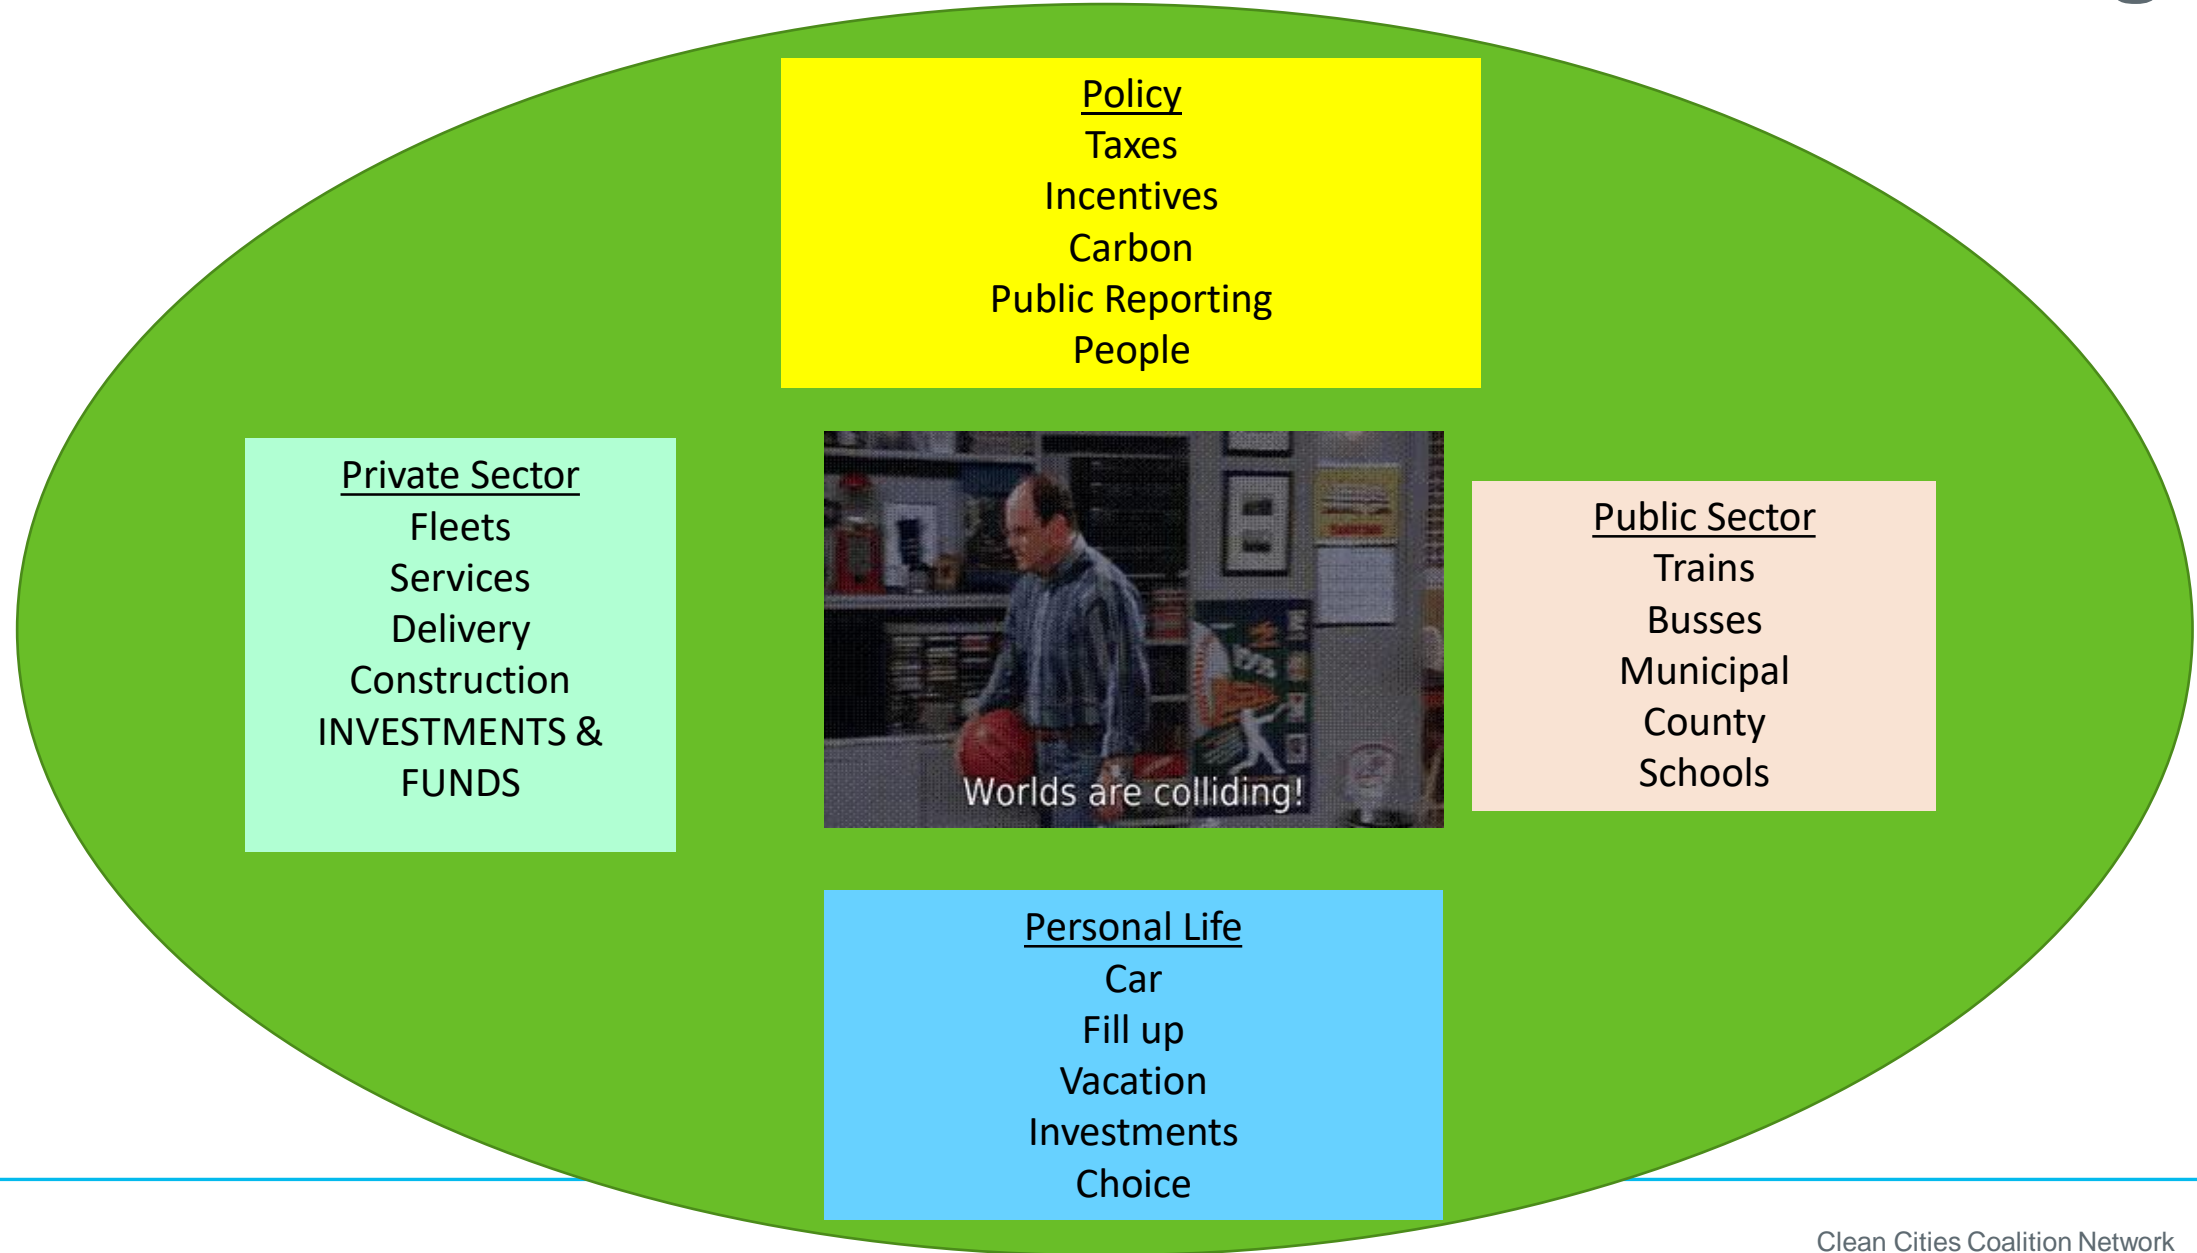 Policy
Taxes
Incentives
Carbon
Public Reporting
People
Private Sector
Fleets
Services
Delivery
Construction
INVESTMENTS &
FUNDS
Worlds are colliding!
Public Sector
Trains
Busses
Municipal
County
Schools
Personal Life
Car
Fill up
Vacation
Investments
Choice
Clean Cities Coalition Network